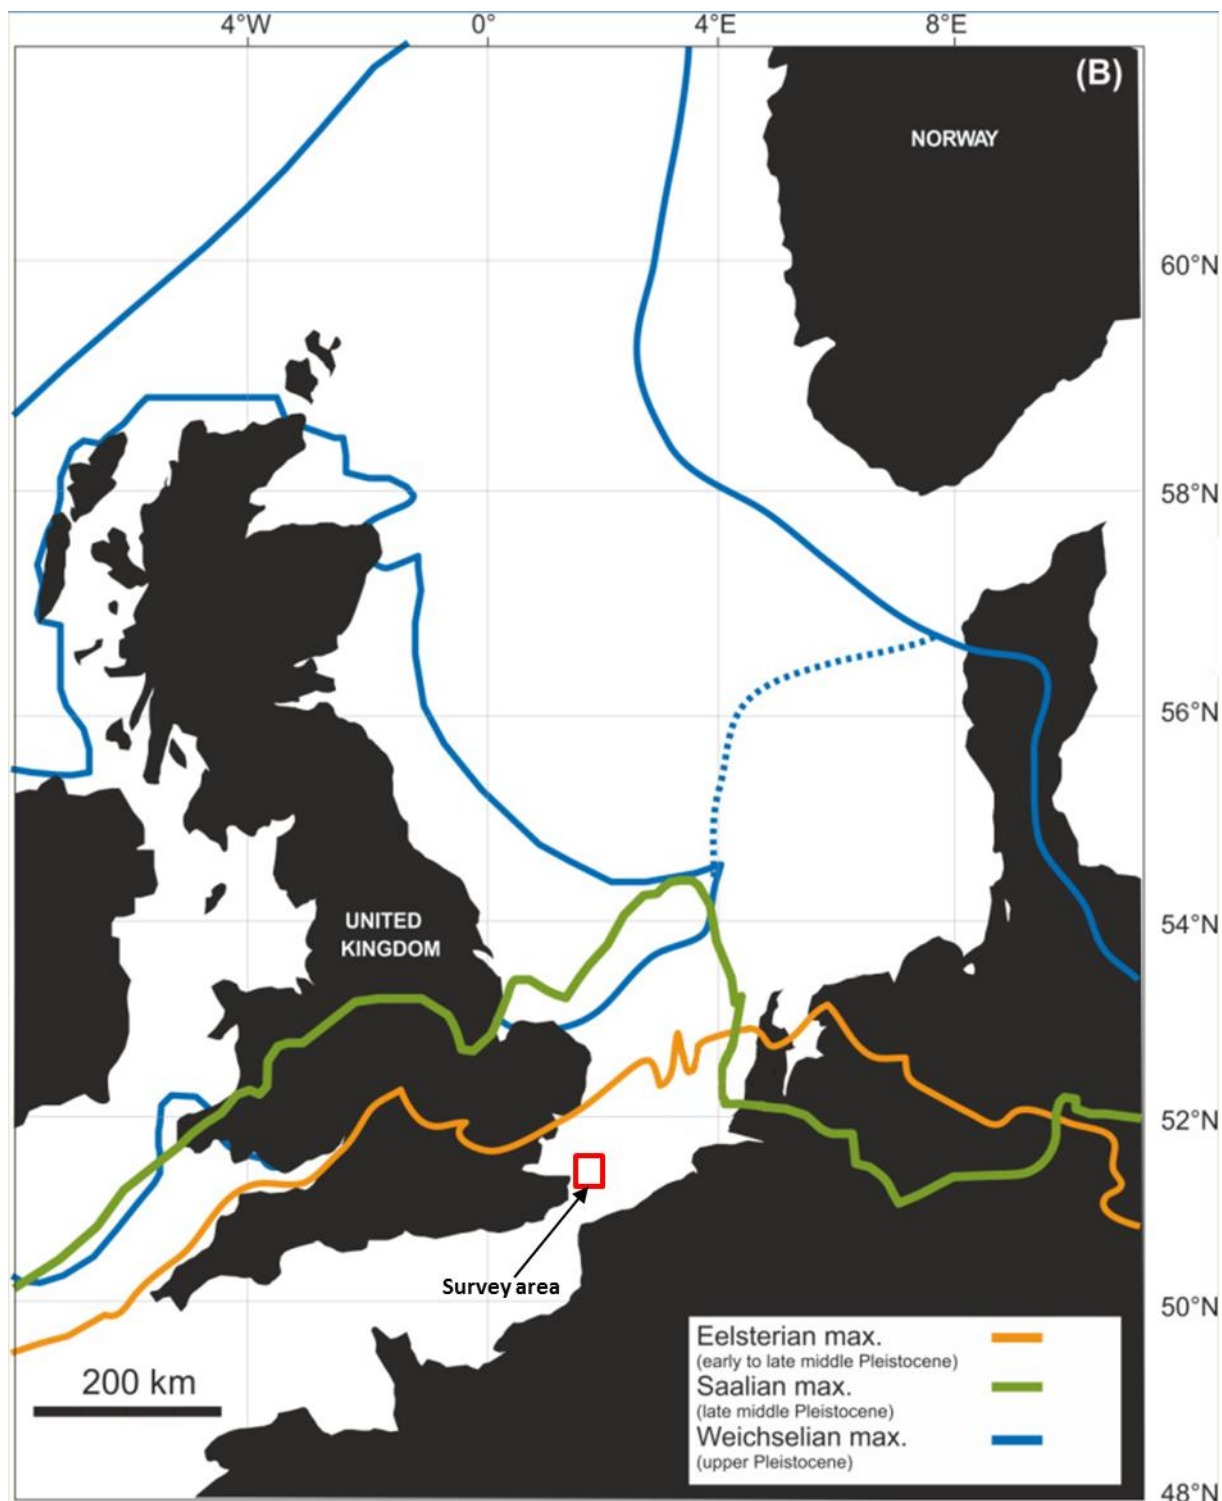 4°W 0° 4°E 8°E
(B)
NORWAY
60°N
58°N
56°N
UNITED
KINGDOM
54°N
52°N
Survey area
50°N
Eelsterian max.
(early to late middle Pleistocene)
Saalian max.
(late middle Pleistocene)
Weichselian max.
(upper Pleistocene)
200 km
48°N